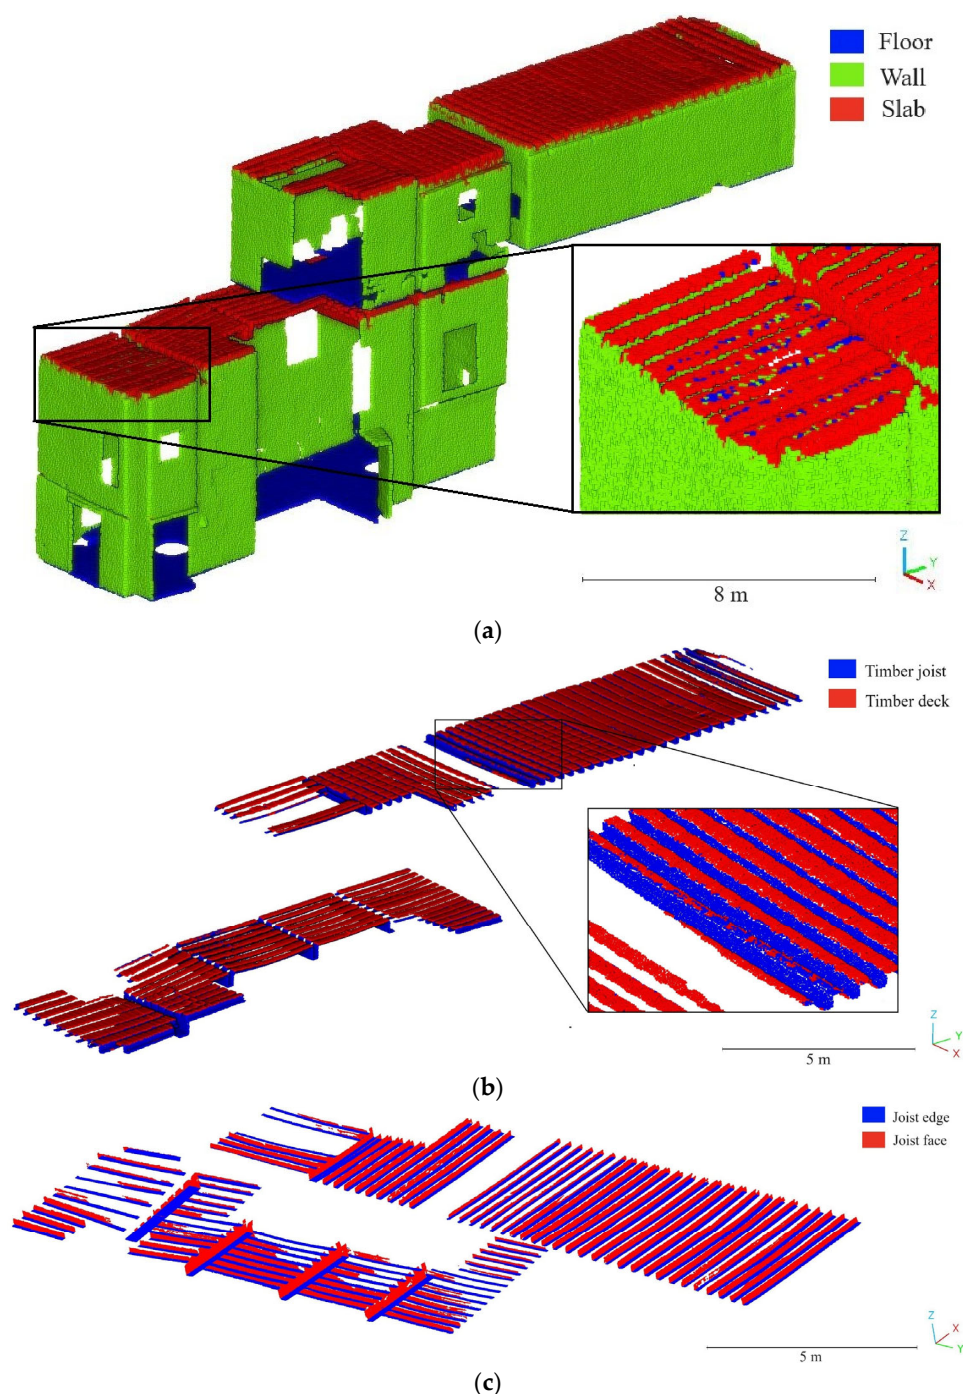 (a)
Floor
Wall
Slab
Z
Y
X
8 m
(a)
Timber joist
Timber deck
Z
Y
X
5 m
(b)
Joist edge
Joist face
Z
X
Y
5 m
(c)